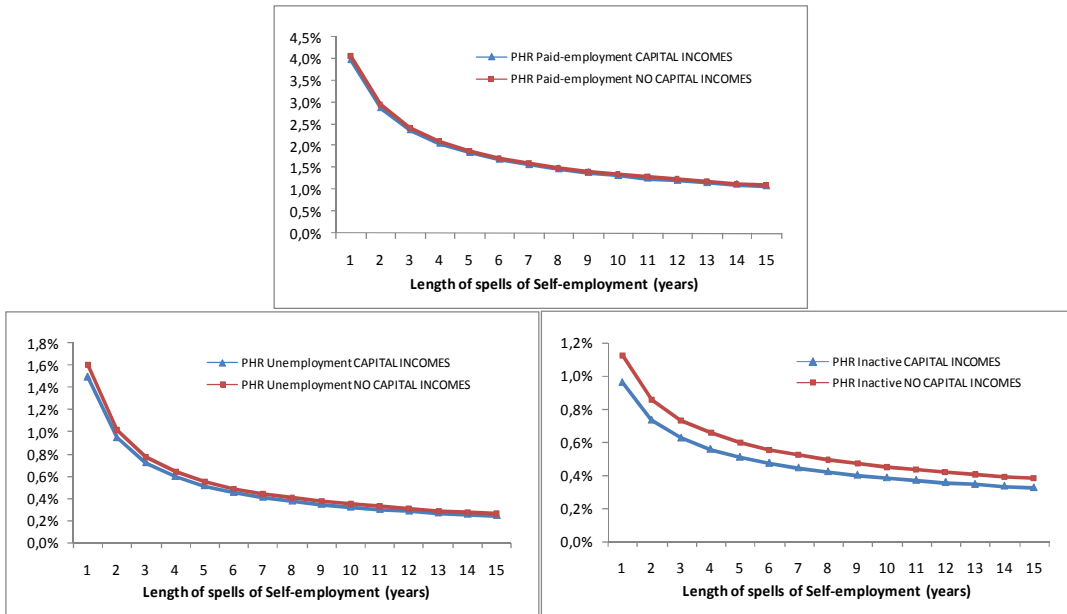 4,5%
4,0%
3,5%
3,0%
2,5%
2,0%
1,5%
1,0%
0,5%
0,0%
PHR Paid-employment CAPITAL INCOMES
PHR Paid-employment NO CAPITAL INCOMES
1 2 3 4 5 6 7 8 9 10 11 12 13 14 15
Length of spells of Self-employment (years)
1,8%
1,6%
1,4%
1,2%
1,0%
0,8%
0,6%
0,4%
0,2%
0,0%
PHR Unemployment CAPITAL INCOMES
PHR Unemployment NO CAPITAL INCOMES
1 2 3 4 5 6 7 8 9 10 11 12 13 14 15
Length of spells of Self-employment (years)
1,2%
1,0%
0,8%
0,6%
0,4%
0,2%
0,0%
PHR Inactive CAPITAL INCOMES
PHR Inactive NO CAPITAL INCOMES
1 2 3 4 5 6 7 8 9 10 11 12 13 14 15
Length of spells of Self-employment (years)